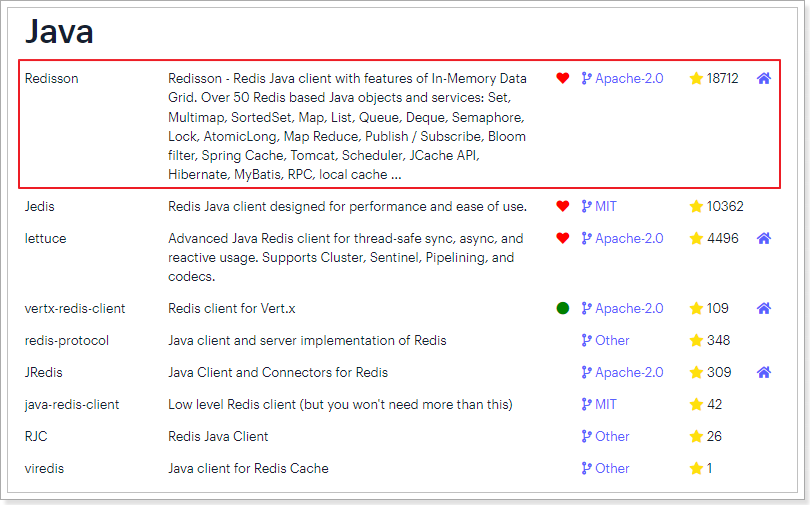 Java
Redisson Redisson - Redis Java client with features of In-Memory Data Apache-2.0 18712
Grid. Over 50 Redis based Java objects and services: Set,
Multimap, SortedSet, Map, List, Queue, Deque, Semaphore,
Lock, AtomicLong, Map Reduce, Publish / Subscribe, Bloom
filter, Spring Cache, Tomcat, Scheduler, JCache API,
Hibernate, MyBatis, RPC, local cache ...
Jedis Redis Java client designed for performance and ease of use. MIT 10362
lettuce Advanced Java Redis client for thread-safe sync, async, and Apache-2.0 4496
reactive usage. Supports Cluster, Sentinel, Pipelining, and
codecs.
vertx-redis-client Redis client for Vert.x Apache-2.0 109
redis-protocol Java client and server implementation of Redis Other 348
JRedis Java Client and Connectors for Redis Apache-2.0 309
java-redis-client Low level Redis client (but you won't need more than this) MIT 42
RJC Redis Java Client Other 26
viredis Java client for Redis Cache Other 1